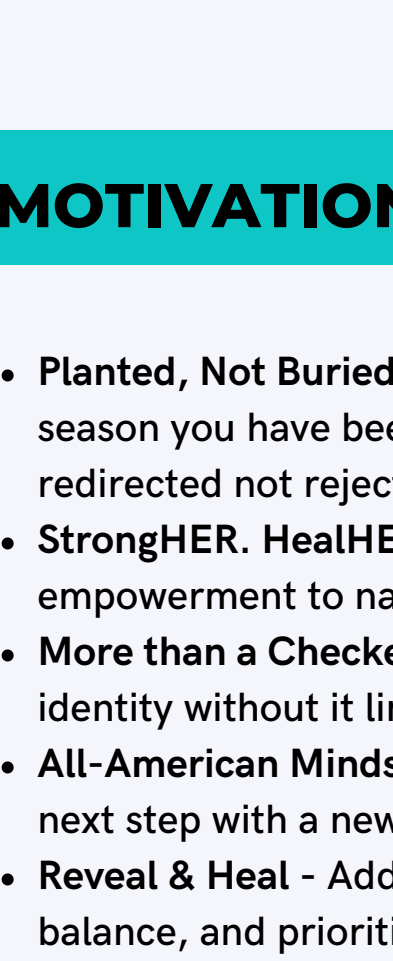 MOTIVATION
• Planted, Not Buried
season you have bee
redirected not reject
• StrongHER. HealHE
empowerment to na
• More than a Checke
identity without it li
• All-American Minds
next step with a new
• Reveal & Heal - Add
balance, and prioriti